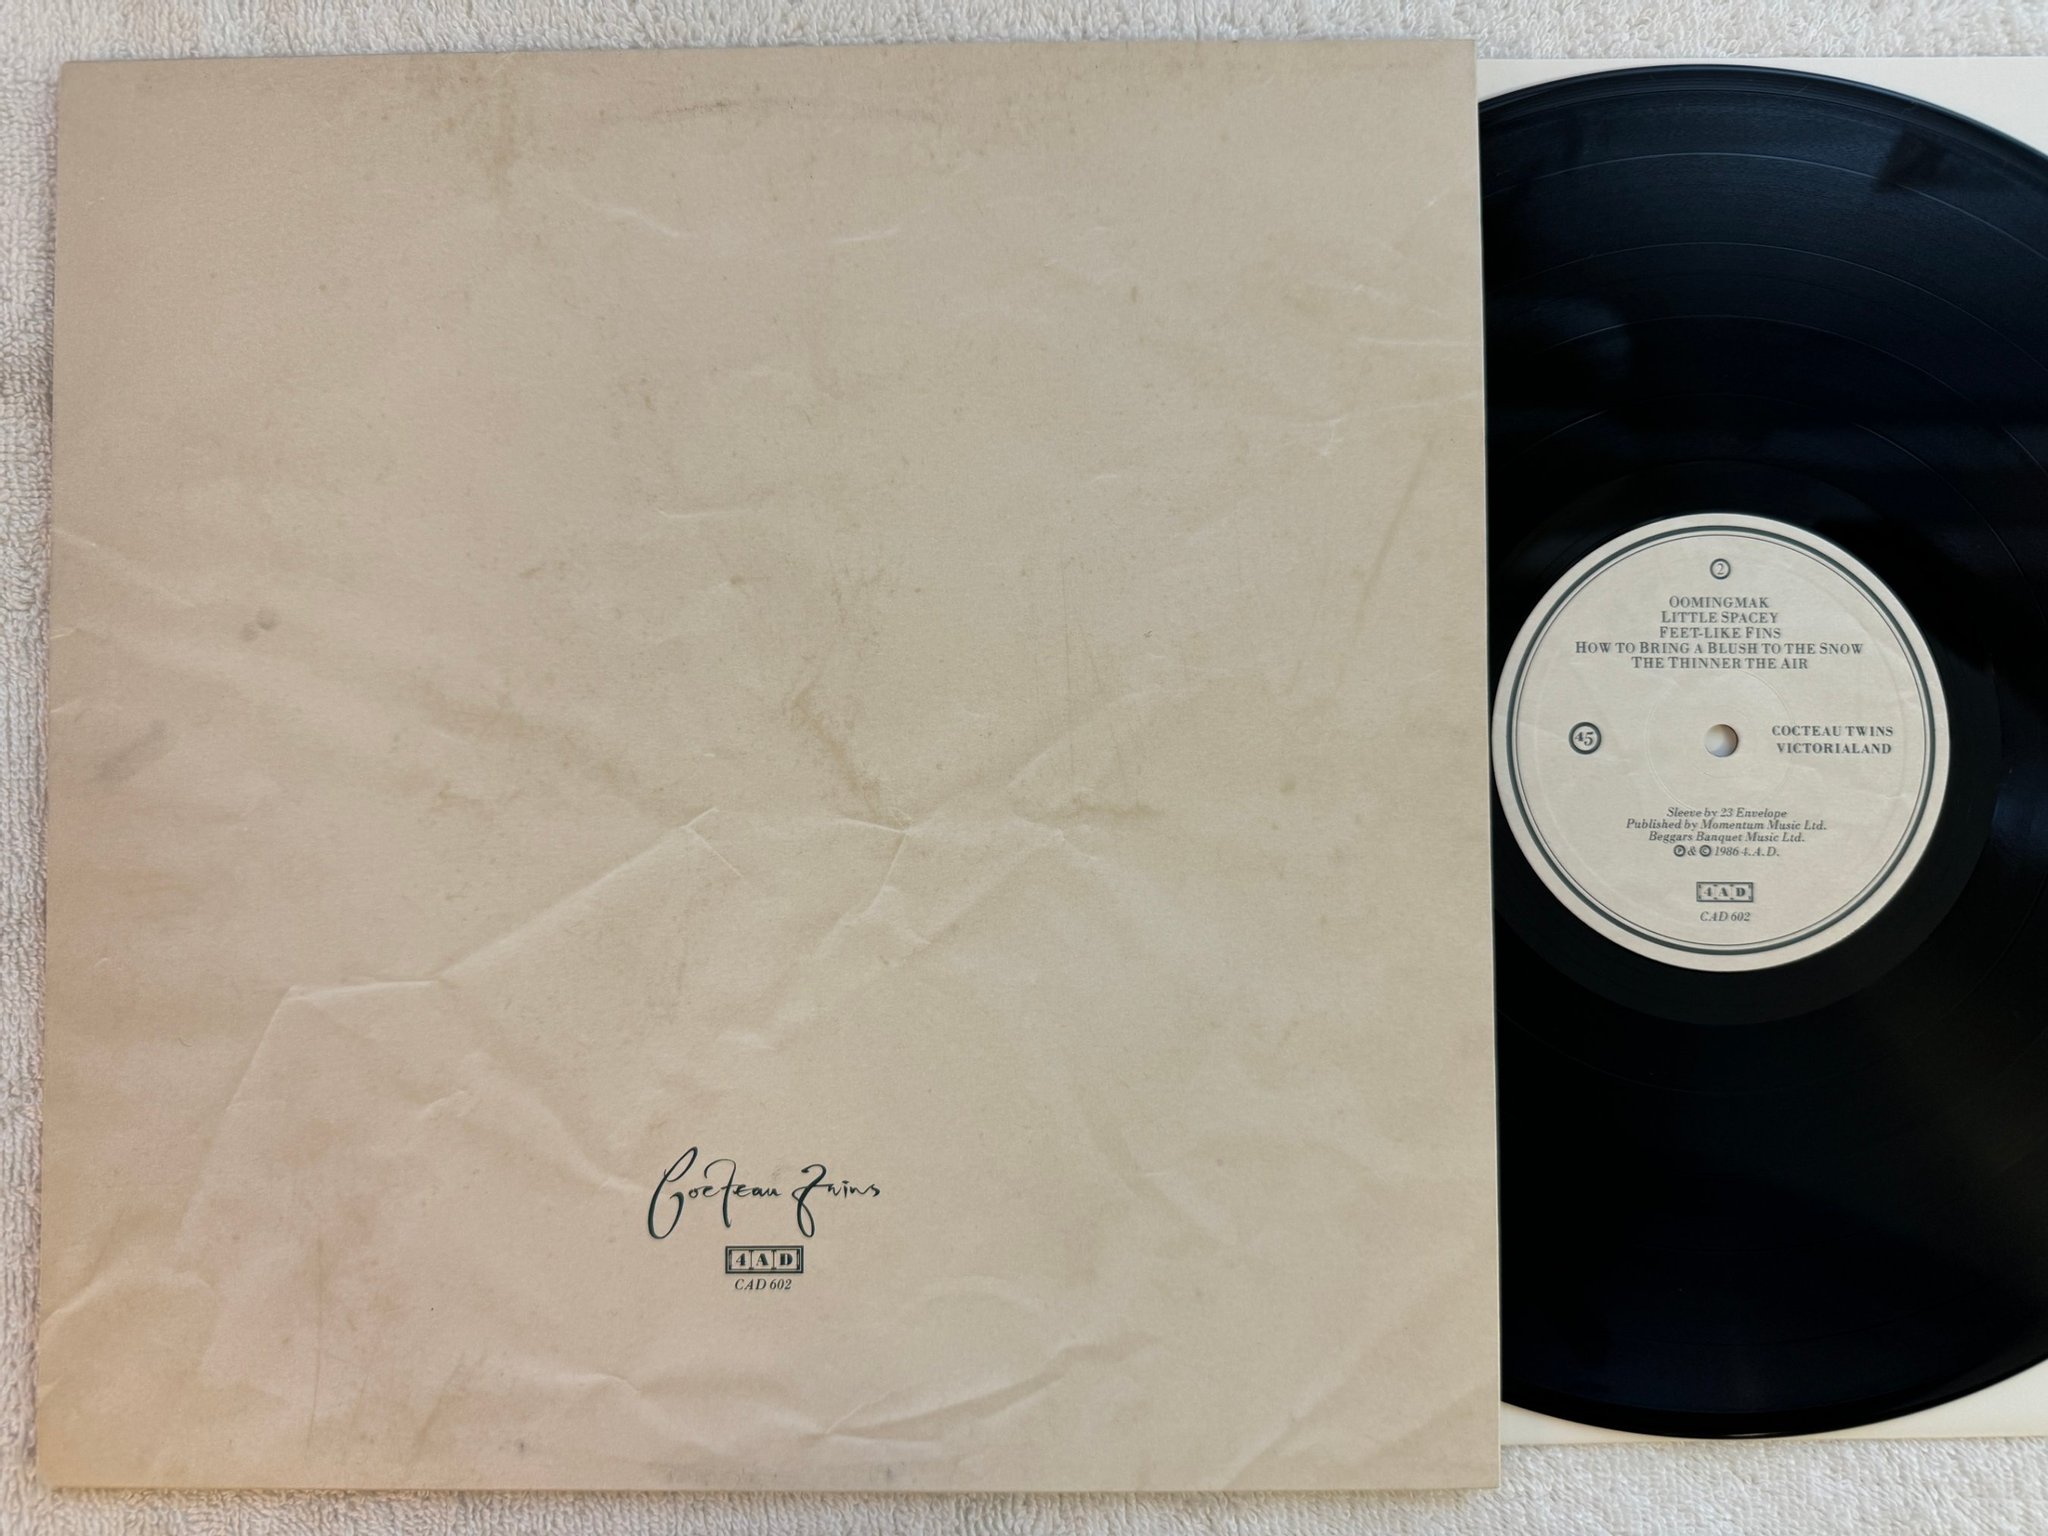 Cocteau Twins
4AD
CAD 602
2
OOMINGMAK
LITTLE SPACEY
FEET-LIKE FINS
HOW TO BRING A BLUSH TO THE SNOW
THE THINNER THE AIR
45
COCTEAU TWINS
VICTORIALAND
Sleeve by 23 Envelope
Published by Momentum Music Ltd.
Beggars Banquet Music Ltd.
℗ & © 1986 4.A.D.
4AD
CAD 602